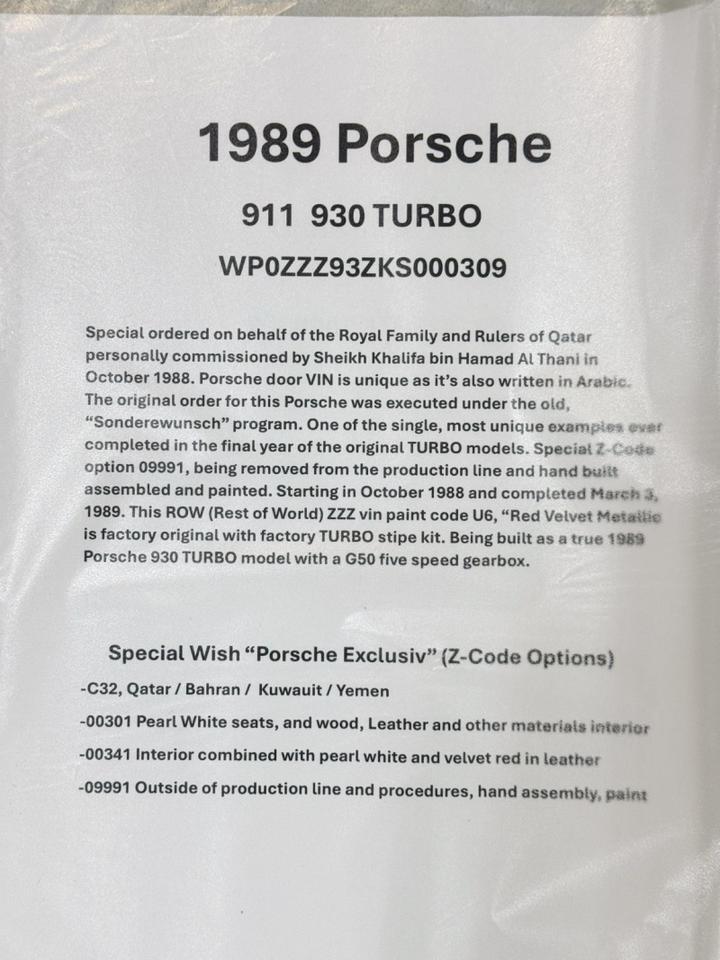 1989 Porsche
911 930 TURBO
WP0ZZZ93ZKS000309
Special ordered on behalf of the Royal Family and Rulers of Qatar
personally commissioned by Sheikh Khalifa bin Hamad Al Thani in
October 1988. Porsche door VIN is unique as it's also written in Arabic.
The original order for this Porsche was executed under the old,
“Sonderewunsch” program. One of the single, most unique examples ever
completed in the final year of the original TURBO models. Special Z-Code
option 09991, being removed from the production line and hand built
assembled and painted. Starting in October 1988 and completed March 3,
1989. This ROW (Rest of World) ZZZ vin paint code U6, “Red Velvet Metallic
is factory original with factory TURBO stipe kit. Being built as a true 1989
Porsche 930 TURBO model with a G50 five speed gearbox.
Special Wish “Porsche Exclusiv” (Z-Code Options)
-C32, Qatar / Bahran / Kuwauit / Yemen
-00301 Pearl White seats, and wood, Leather and other materials interior
-00341 Interior combined with pearl white and velvet red in leather
-09991 Outside of production line and procedures, hand assembly, paint